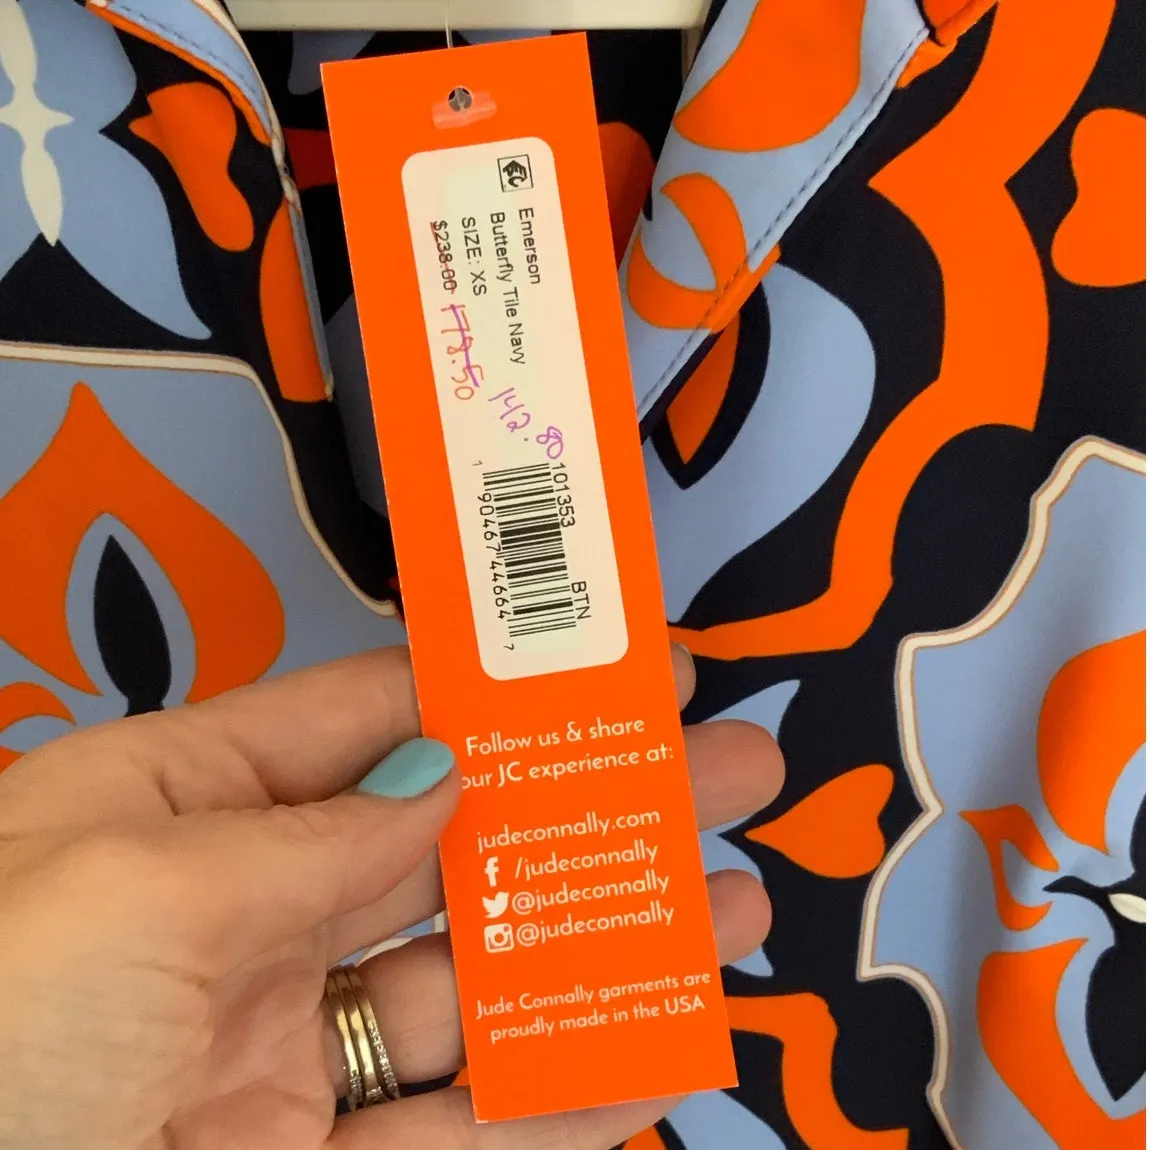 Emerson
Butterfly Tile Navy
SIZE: XS
$238.00 178.50
142.80
101353 BTN
1 90467 44664 7
Follow us & share
our JC experience at:
judeconnally.com
f /judeconnally
@judeconnally
@judeconnally
Jude Connally garments are
proudly made in the USA